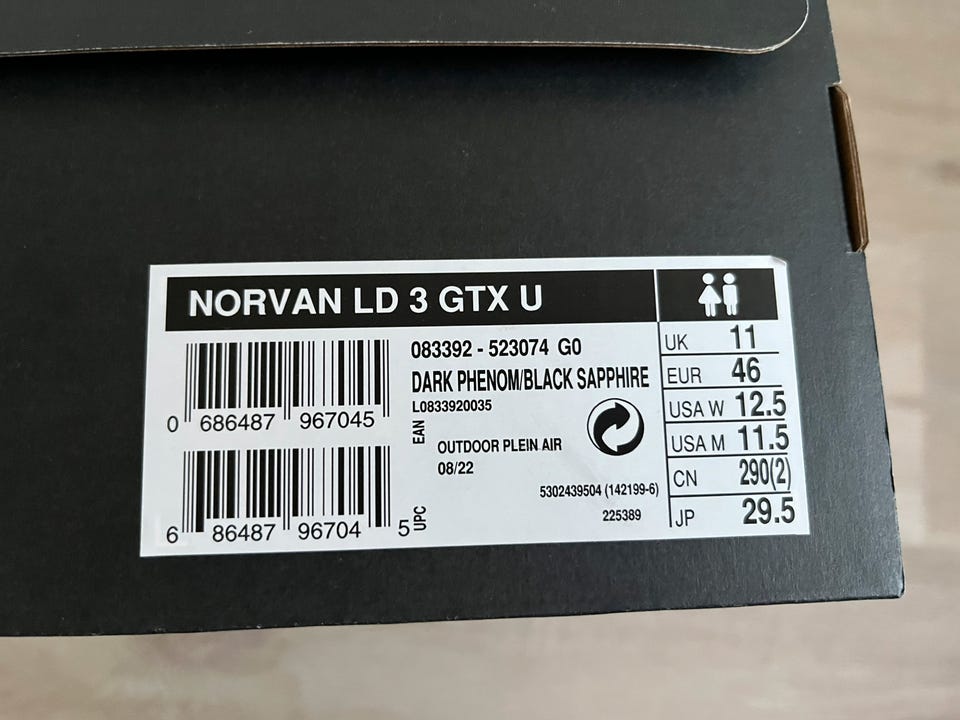 NORVAN LD 3 GTX U
083392 - 523074 G0
DARK PHENOM/BLACK SAPPHIRE
L0833920035
0 686487 967045
EAN
OUTDOOR PLEIN AIR
08/22
5302439504 (142199-6)
225389
6 86487 96704 5
UPC
UK 11
EUR 46
USA W 12.5
USA M 11.5
CN 290(2)
JP 29.5